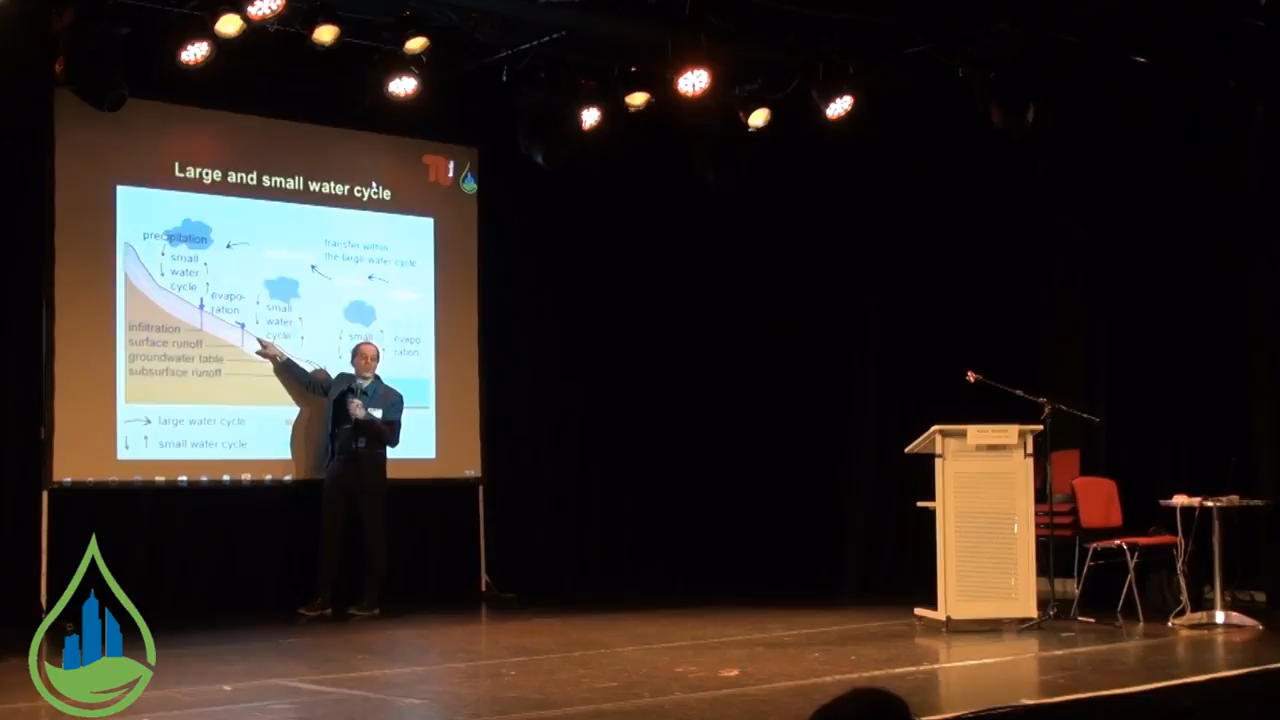 Large and small water cycle
precipitation
transfer within
the large water cycle
small
water
cycle
evapo-
ration
small
water
cycle
small
evapo
ration
infiltration
surface runoff
groundwater table
subsurface runoff
large water cycle
small water cycle